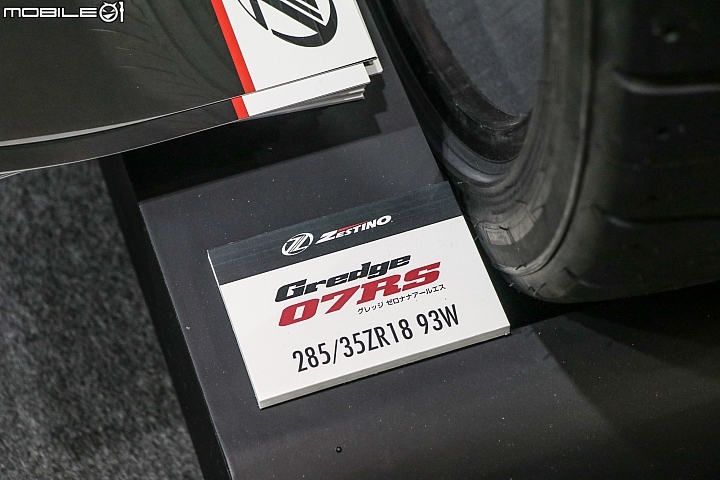 MOBILE01
ZESTINO
Gredge
07RS
グレッジ ゼロナナアールエス
285/35ZR18 93W